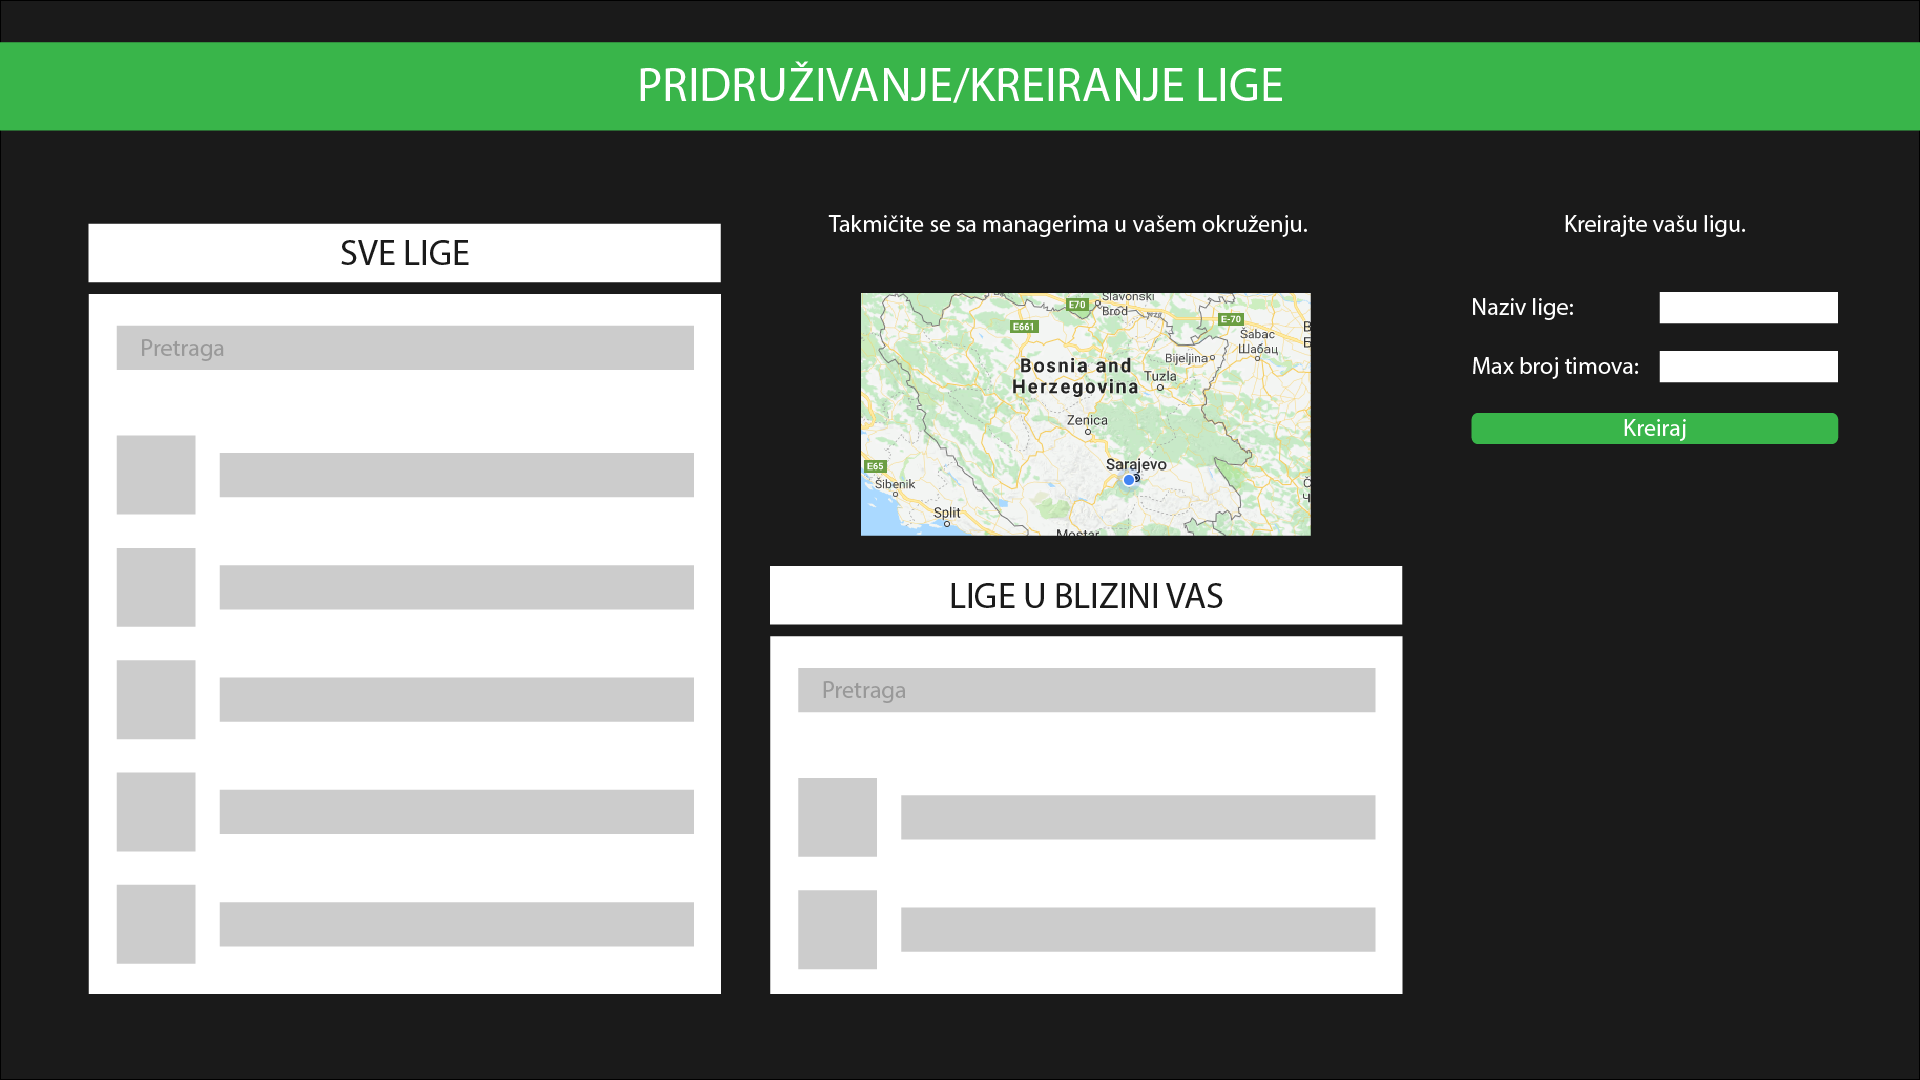 PRIDRUŽIVANJE/KREIRANJE LIGE
SVE LIGE
Pretraga
Takmičite se sa managerima u vašem okruženju.
Slavonski
Brod
E70
E661
E-70
Šabac
Шабац
Bosnia and
Herzegovina
Bijeljina
Tuzla
Zenica
Sarajevo
E65
Šibenik
Split
Mostar
LIGE U BLIZINI VAS
Pretraga
Kreirajte vašu ligu.
Naziv lige:
Max broj timova:
Kreiraj